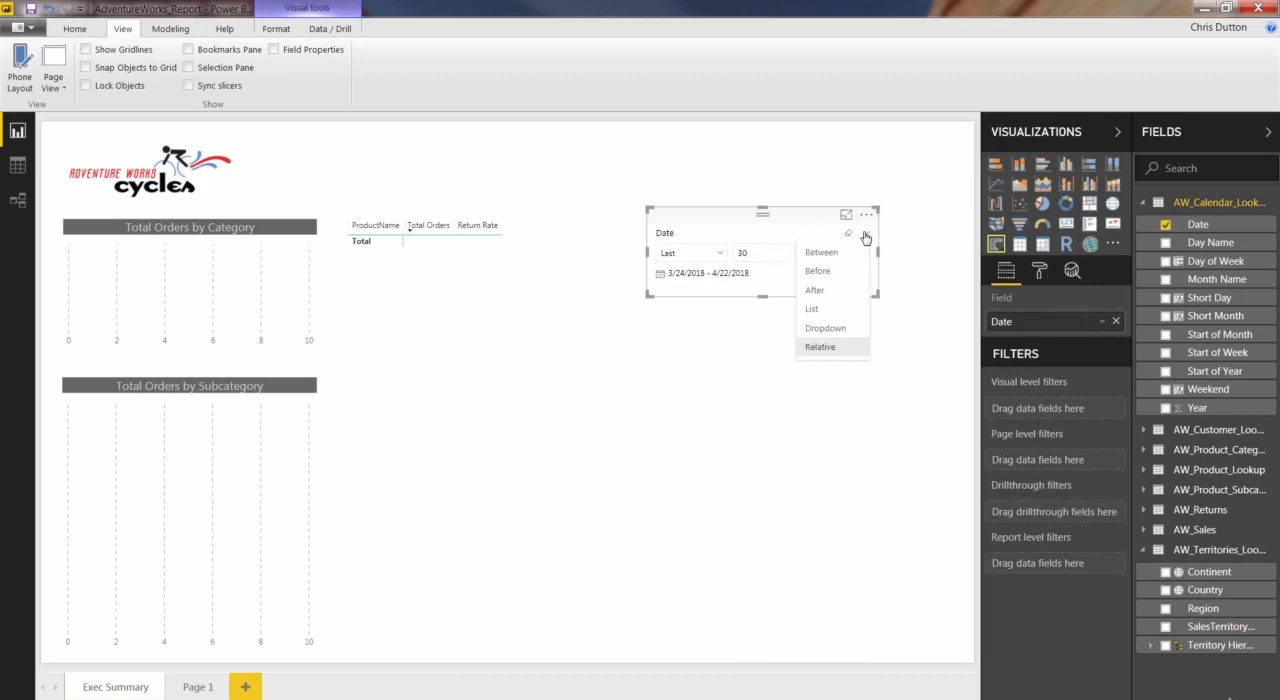 AdventureWorks_Report - Power B...
Visual tools
Home
View
Modeling
Help
Format
Data / Drill
Chris Dutton
Phone Layout
Page View
Show Gridlines
Snap Objects to Grid
Lock Objects
Bookmarks Pane
Selection Pane
Sync slicers
Field Properties
View
Show
ADVENTURE WORKS
cycles
Total Orders by Category
0 2 4 6 8 10
Total Orders by Subcategory
0 2 4 6 8 10
ProductName Total Orders Return Rate
Total
Date
Last 30
3/24/2018 - 4/22/2018
Between
Before
After
List
Dropdown
Relative
VISUALIZATIONS
R
123
Field
Date
FILTERS
Visual level filters
Drag data fields here
Page level filters
Drag data fields here
Drillthrough filters
Drag drillthrough fields here
Report level filters
Drag data fields here
FIELDS
Search
AW_Calendar_Look...
Date
Day Name
Day of Week
Month Name
Short Day
Short Month
Start of Month
Start of Week
Start of Year
Weekend
Σ Year
AW_Customer_Loo...
AW_Product_Categ...
AW_Product_Lookup
AW_Product_Subca...
AW_Returns
AW_Sales
AW_Territories_Loo...
Continent
Country
Region
SalesTerritory...
Territory Hier...
Exec Summary
Page 1